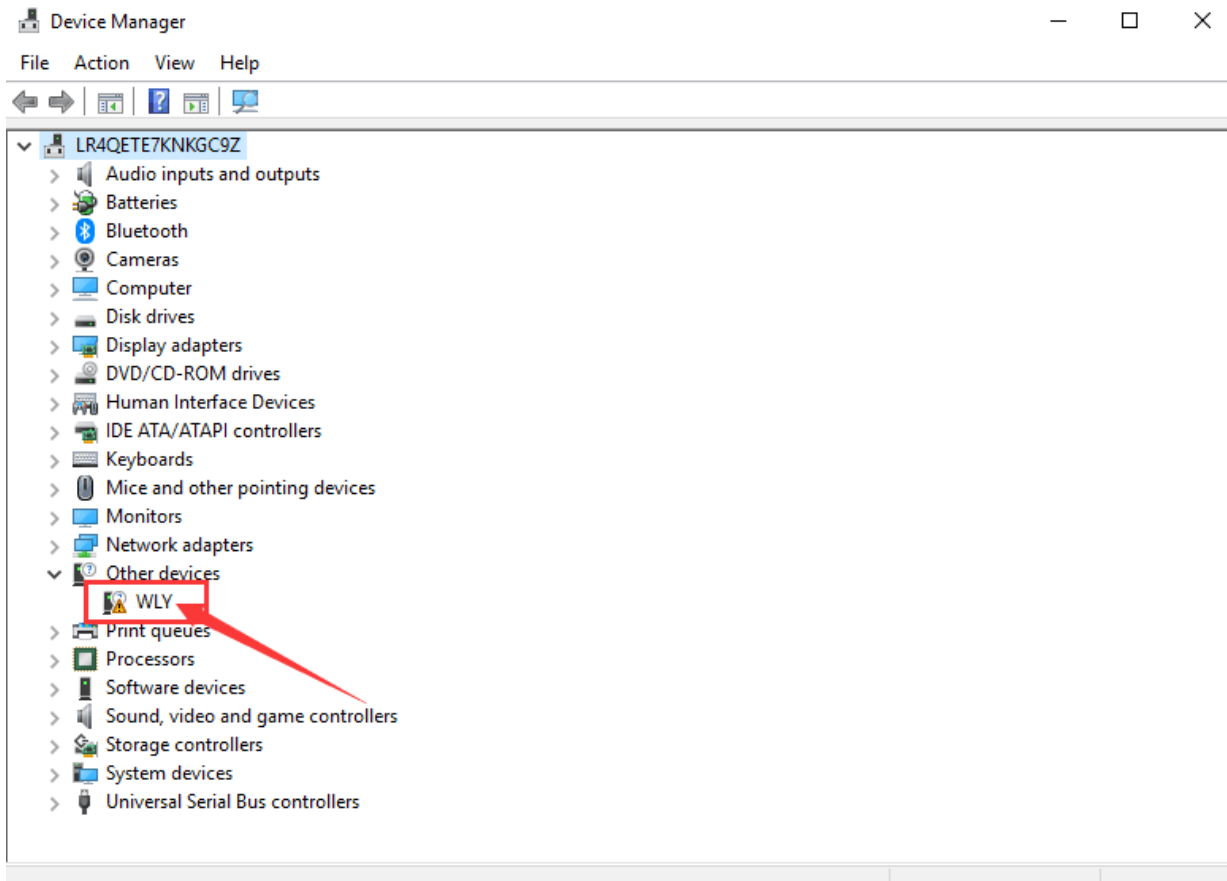 Device Manager
File Action View Help
LR4QETE7KNKGC9Z
Audio inputs and outputs
Batteries
Bluetooth
Cameras
Computer
Disk drives
Display adapters
DVD/CD-ROM drives
Human Interface Devices
IDE ATA/ATAPI controllers
Keyboards
Mice and other pointing devices
Monitors
Network adapters
Other devices
WLY
Print queues
Processors
Software devices
Sound, video and game controllers
Storage controllers
System devices
Universal Serial Bus controllers